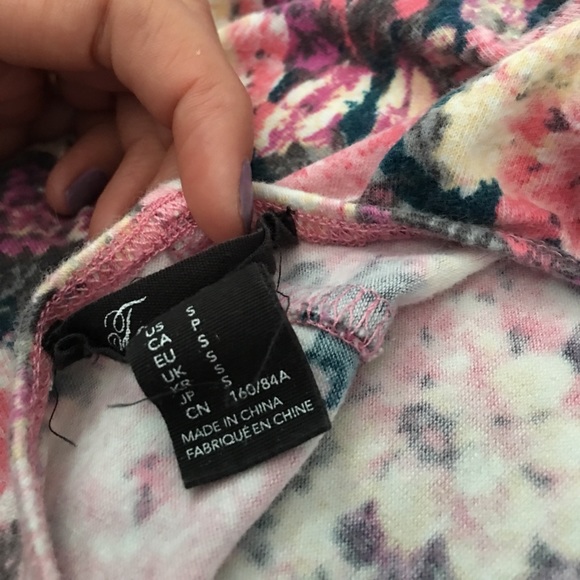 US S
CA P
EU S
UK S
KR S
JP S
CN 160/84A
MADE IN CHINA
FABRIQUÉ EN CHINE